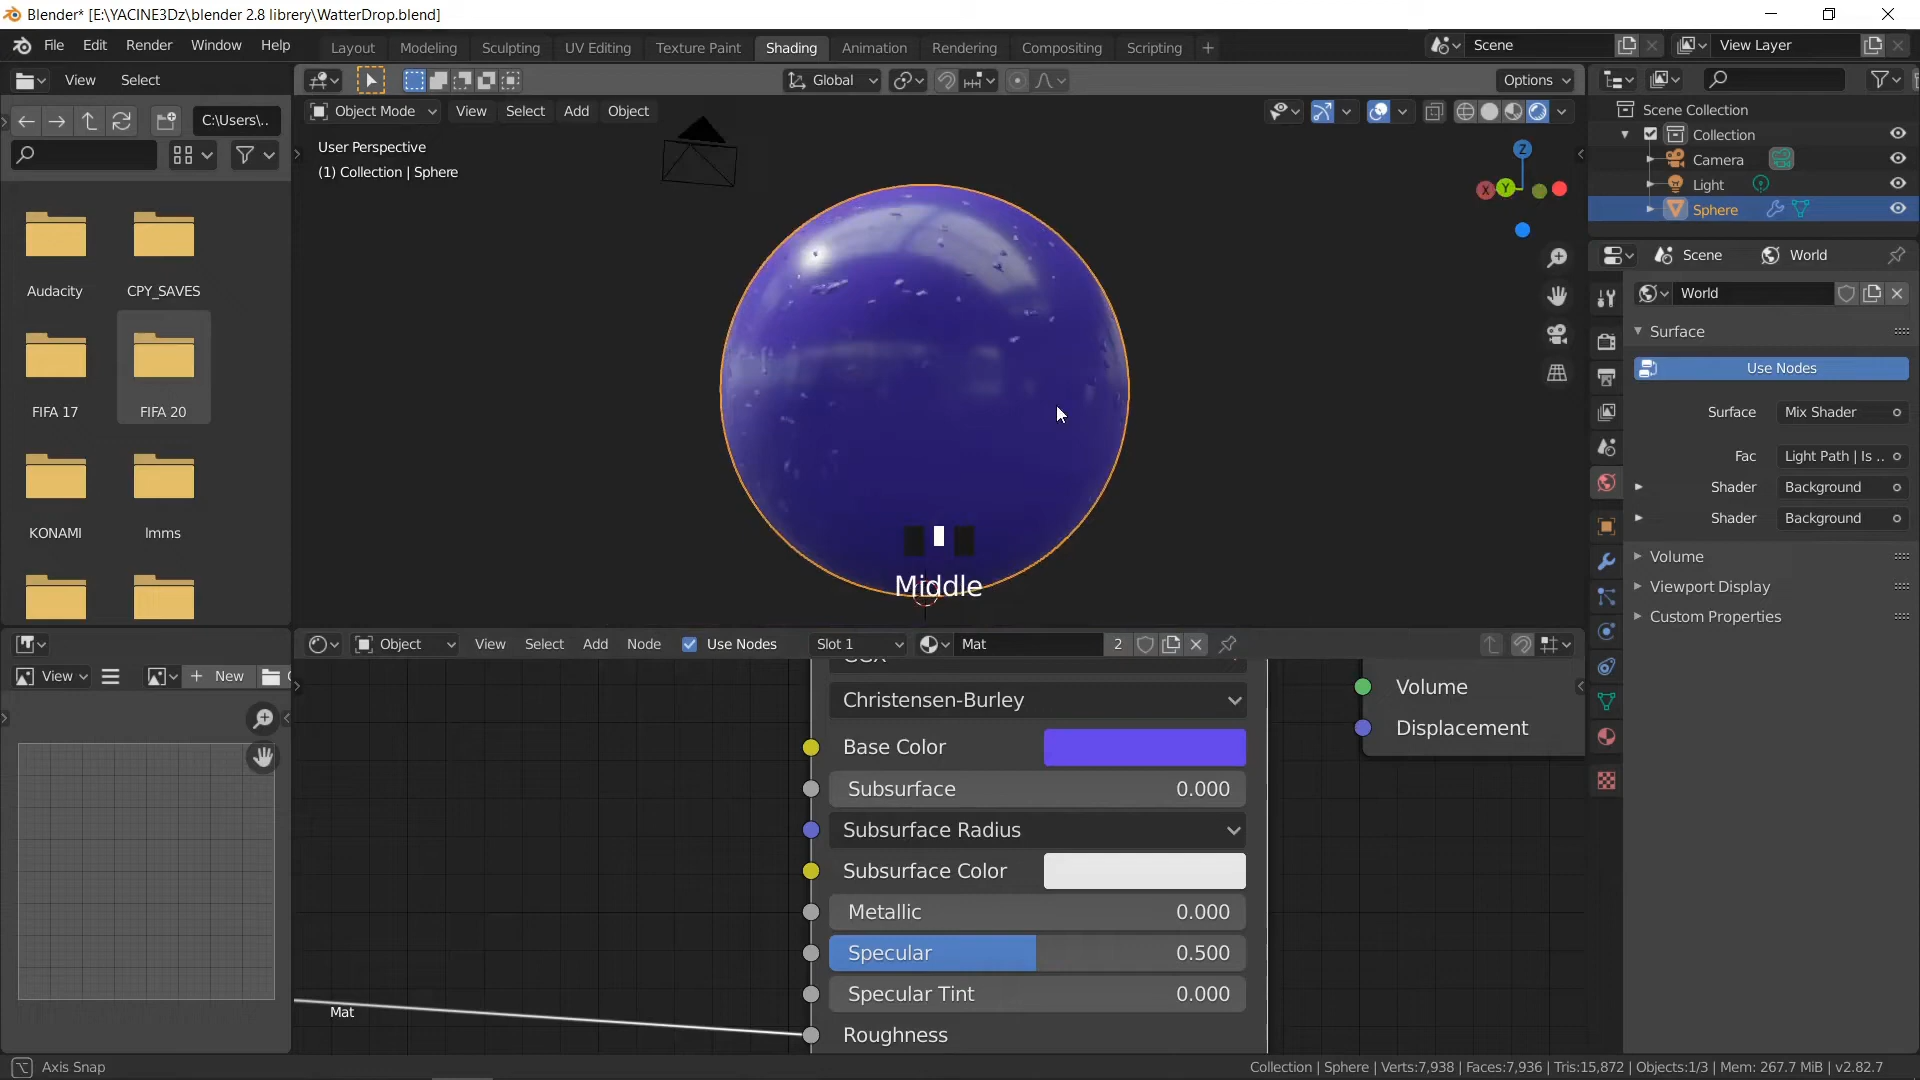 Blender* [E:\YACINE3Dz\blender 2.8 librery\WatterDrop.blend]
File Edit Render Window Help
Layout Modeling Sculpting UV Editing Texture Paint Shading Animation Rendering Compositing Scripting +
Scene
View Layer
View Select
Global
Options
C:\Users\..
Object Mode View Select Add Object
User Perspective
(1) Collection | Sphere
Z
X
Y
Scene Collection
Collection
Camera
Light
Sphere
Scene World
World
Surface
Use Nodes
Surface Mix Shader
Fac Light Path | Is ..
Shader Background
Shader Background
Volume
Viewport Display
Custom Properties
Audacity
CPY_SAVES
FIFA 17
FIFA 20
KONAMI
lmms
Middle
Object View Select Add Node Use Nodes Slot 1 Mat 2
View
+ New
Christensen-Burley
Base Color
Subsurface 0.000
Subsurface Radius
Subsurface Color
Metallic 0.000
Specular 0.500
Specular Tint 0.000
Roughness
Volume
Displacement
Mat
Axis Snap
Collection | Sphere | Verts:7,938 | Faces:7,936 | Tris:15,872 | Objects:1/3 | Mem: 267.7 MiB | v2.82.7